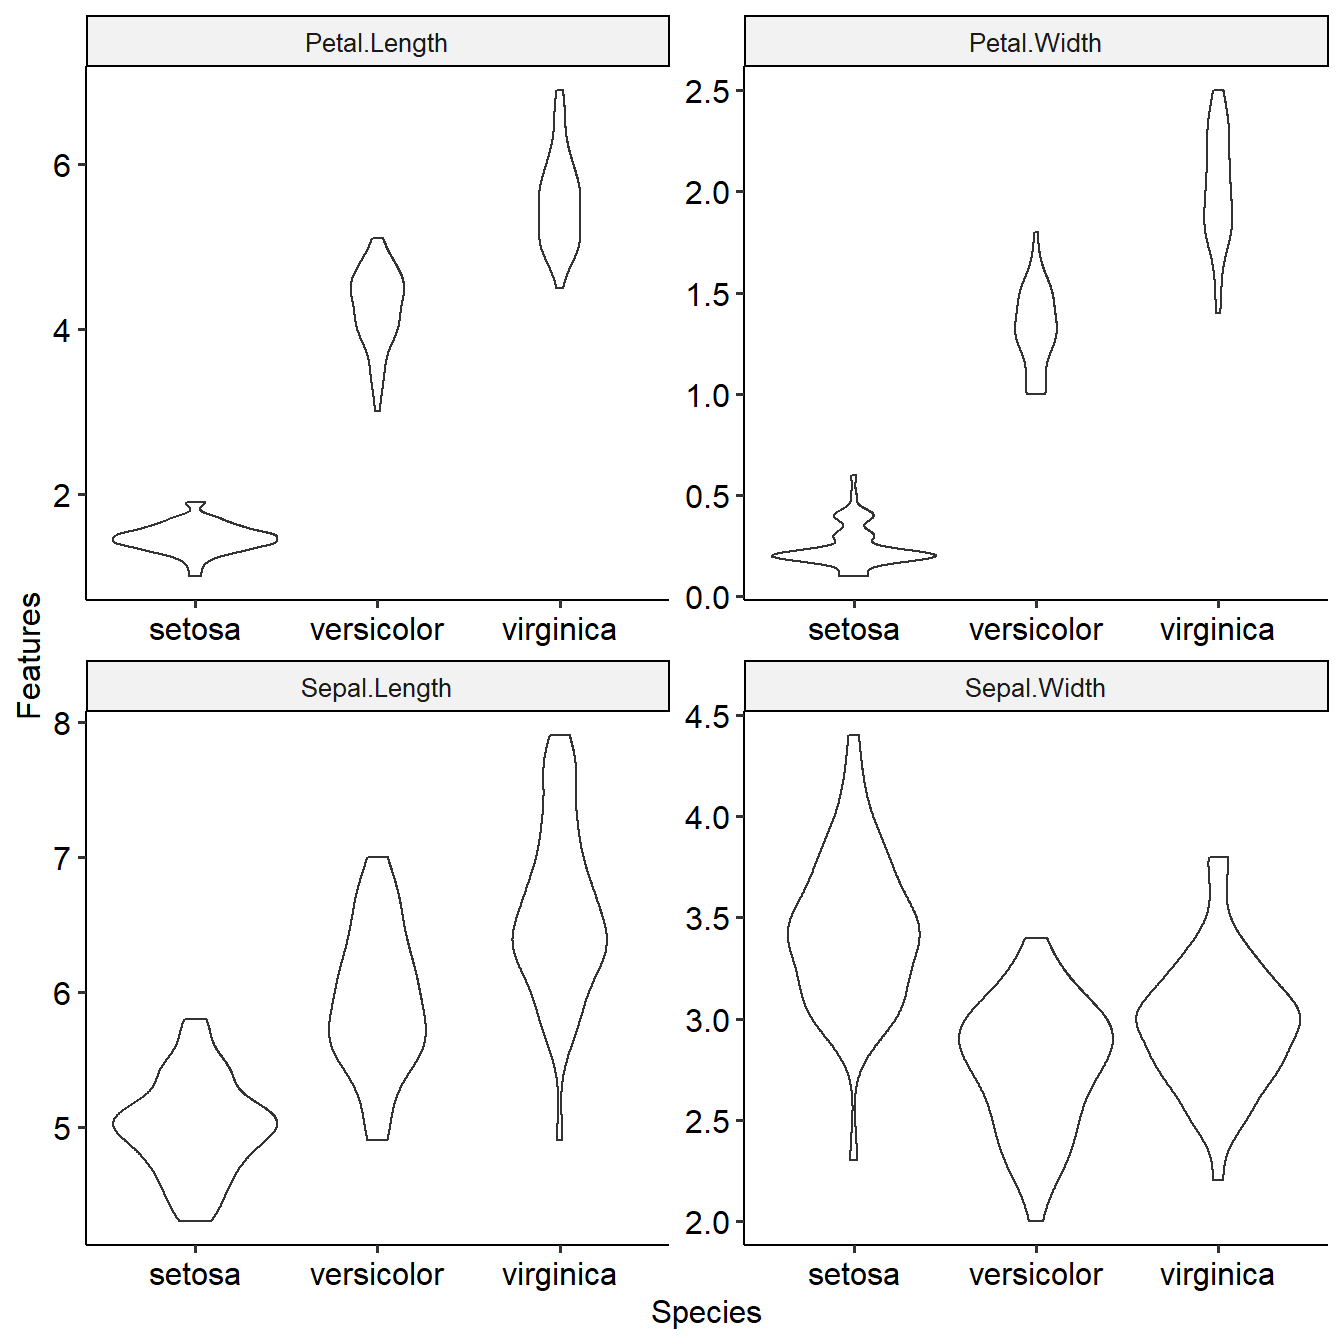 Petal.Length
Petal.Width
6
4
2
2.5
2.0
1.5
1.0
0.5
0.0
setosa versicolor virginica
setosa versicolor virginica
Features
Sepal.Length
Sepal.Width
8
7
6
5
4.5
4.0
3.5
3.0
2.5
2.0
setosa versicolor virginica
setosa versicolor virginica
Species